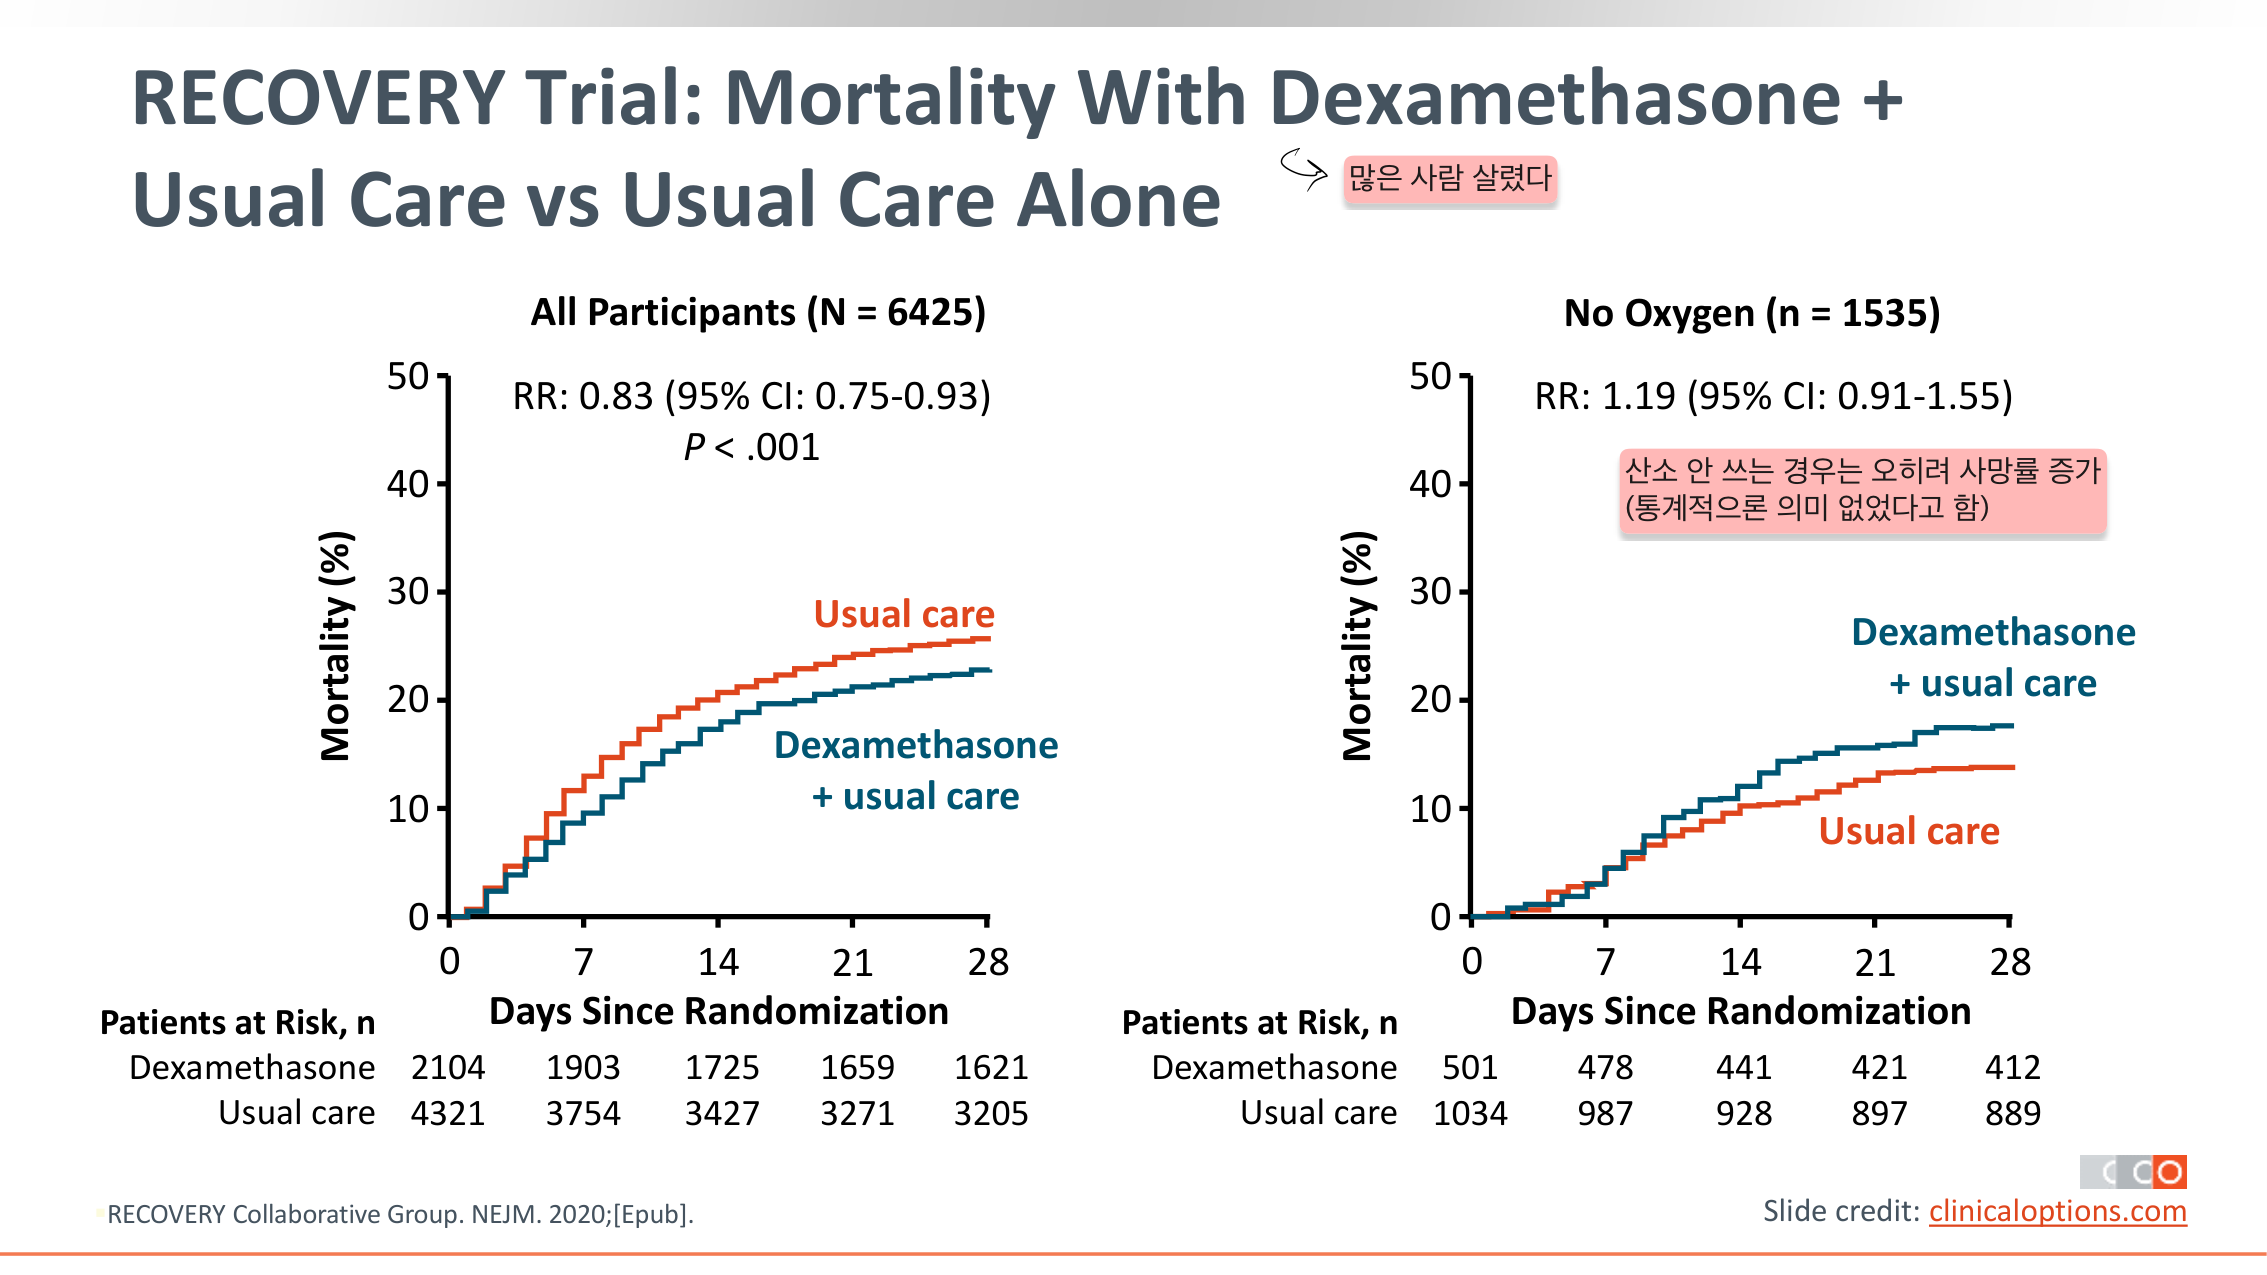 RECOVERY Trial: Mortality With Dexamethasone +
Usual Care vs Usual Care Alone
많은 사람 살렸다
All Participants (N = 6425)
RR: 0.83 (95% CI: 0.75-0.93)
P < .001
50
40
30
20
10
0
Mortality (%)
Usual care
Dexamethasone
+ usual care
0 7 14 21 28
Days Since Randomization
Patients at Risk, n
Dexamethasone 2104 1903 1725 1659 1621
Usual care 4321 3754 3427 3271 3205
No Oxygen (n = 1535)
RR: 1.19 (95% CI: 0.91-1.55)
산소 안 쓰는 경우는 오히려 사망률 증가
(통계적으론 의미 없었다고 함)
50
40
30
20
10
0
Mortality (%)
Dexamethasone
+ usual care
Usual care
0 7 14 21 28
Days Since Randomization
Patients at Risk, n
Dexamethasone 501 478 441 421 412
Usual care 1034 987 928 897 889
RECOVERY Collaborative Group. NEJM. 2020;[Epub].
CCO
Slide credit: clinicaloptions.com